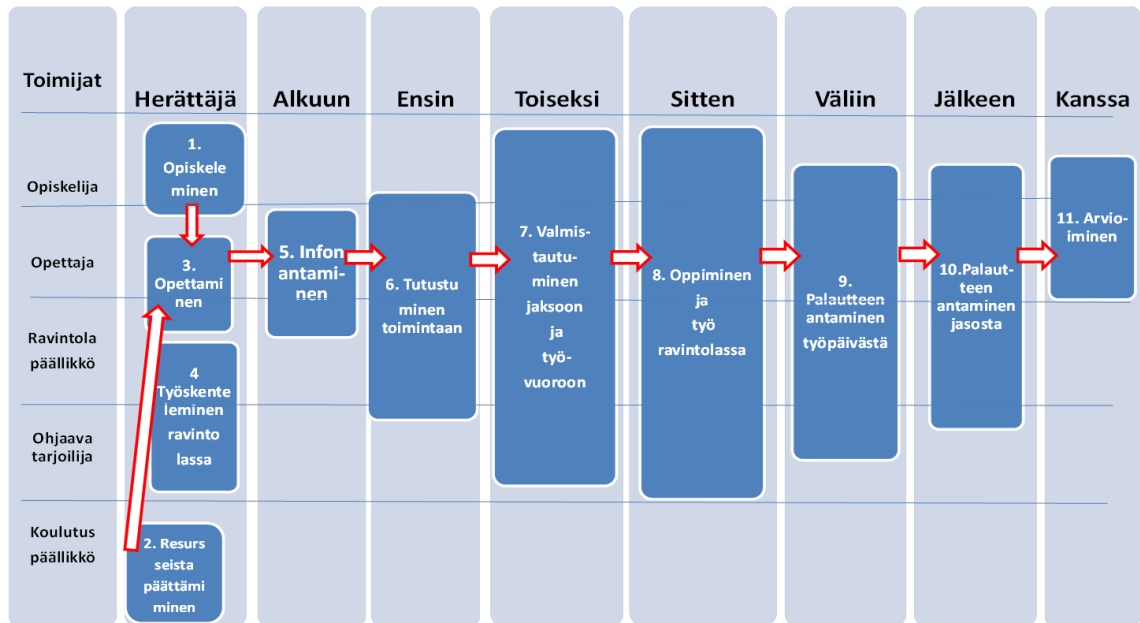 Toimijat
Herättäjä
Alkuun
Ensin
Toiseksi
Sitten
Väliin
Jälkeen
Kanssa
Opiskelija
Opettaja
Ravintola
päällikkö
Ohjaava
tarjoilija
Koulutus
päällikkö
1.
Opiskele
minen
3.
Opettami
nen
4
Työskente
leminen
ravinto
lassa
2. Resurs
seista
päättämi
minen
5. Infon
antami-
nen
6. Tutustu
minen
toimintaan
7. Valmis-
tautu-
minen
jaksoon
ja
työ-
vuoroon
8. Oppiminen
ja
työ
ravintolassa
9.
Palautteen
antaminen
työpäivästä
10.Palaut-
teen
antaminen
jasosta
11. Arvio-
iminen